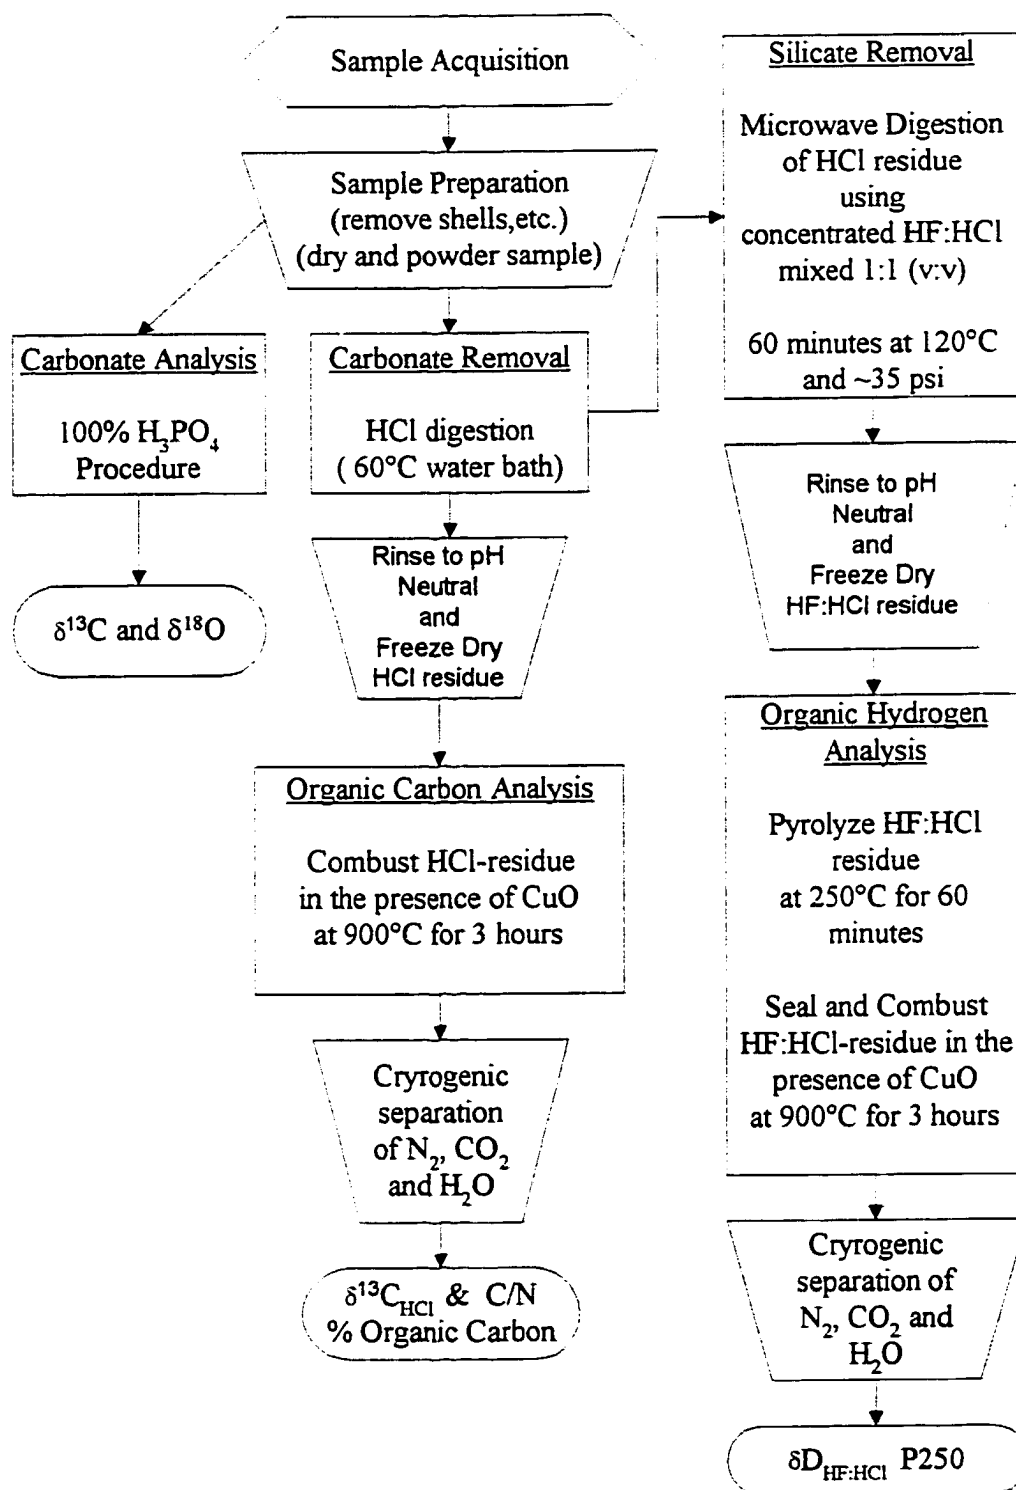 Sample Acquisition
Sample Preparation
(remove shells,etc.)
(dry and powder sample)
Carbonate Analysis
100% H₃PO₄
Procedure
δ¹³C and δ¹⁸O
Carbonate Removal
HCl digestion
( 60°C water bath)
Rinse to pH
Neutral
and
Freeze Dry
HCl residue
Organic Carbon Analysis
Combust HCl-residue
in the presence of CuO
at 900°C for 3 hours
Cryrogenic
separation
of N₂, CO₂
and H₂O
δ¹³C_HCl & C/N
% Organic Carbon
Silicate Removal
Microwave Digestion
of HCl residue
using
concentrated HF:HCl
mixed 1:1 (v:v)
60 minutes at 120°C
and ~35 psi
Rinse to pH
Neutral
and
Freeze Dry
HF:HCl residue
Organic Hydrogen
Analysis
Pyrolyze HF:HCl
residue
at 250°C for 60
minutes
Seal and Combust
HF:HCl-residue in the
presence of CuO
at 900°C for 3 hours
Cryrogenic
separation of
N₂, CO₂ and
H₂O
δD_HF:HCl P250